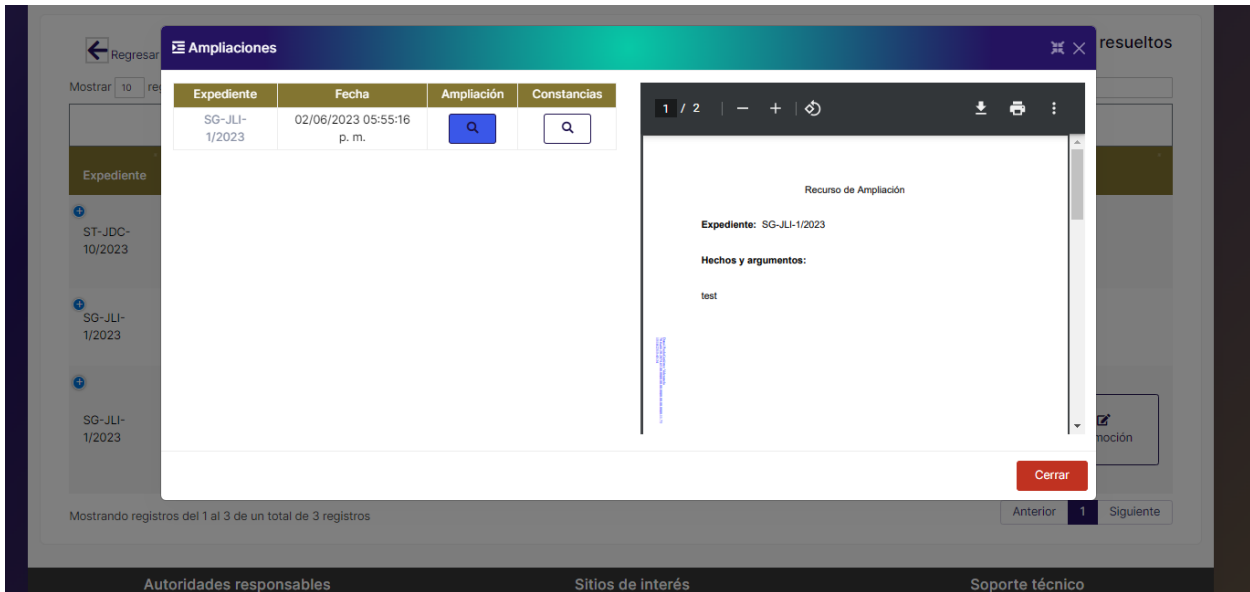 Regresar
Ampliaciones
resueltos
Mostrar 10
Expediente Fecha Ampliación Constancias
SG-JLI-
1/2023
02/06/2023 05:55:16
p. m.
1 / 2
Recurso de Ampliación
Expediente: SG-JLI-1/2023
Hechos y argumentos:
test
Expediente
ST-JDC-
10/2023
SG-JLI-
1/2023
SG-JLI-
1/2023
moción
Cerrar
Mostrando registros del 1 al 3 de un total de 3 registros
Anterior 1 Siguiente
Autoridades responsables Sitios de interés Soporte técnico